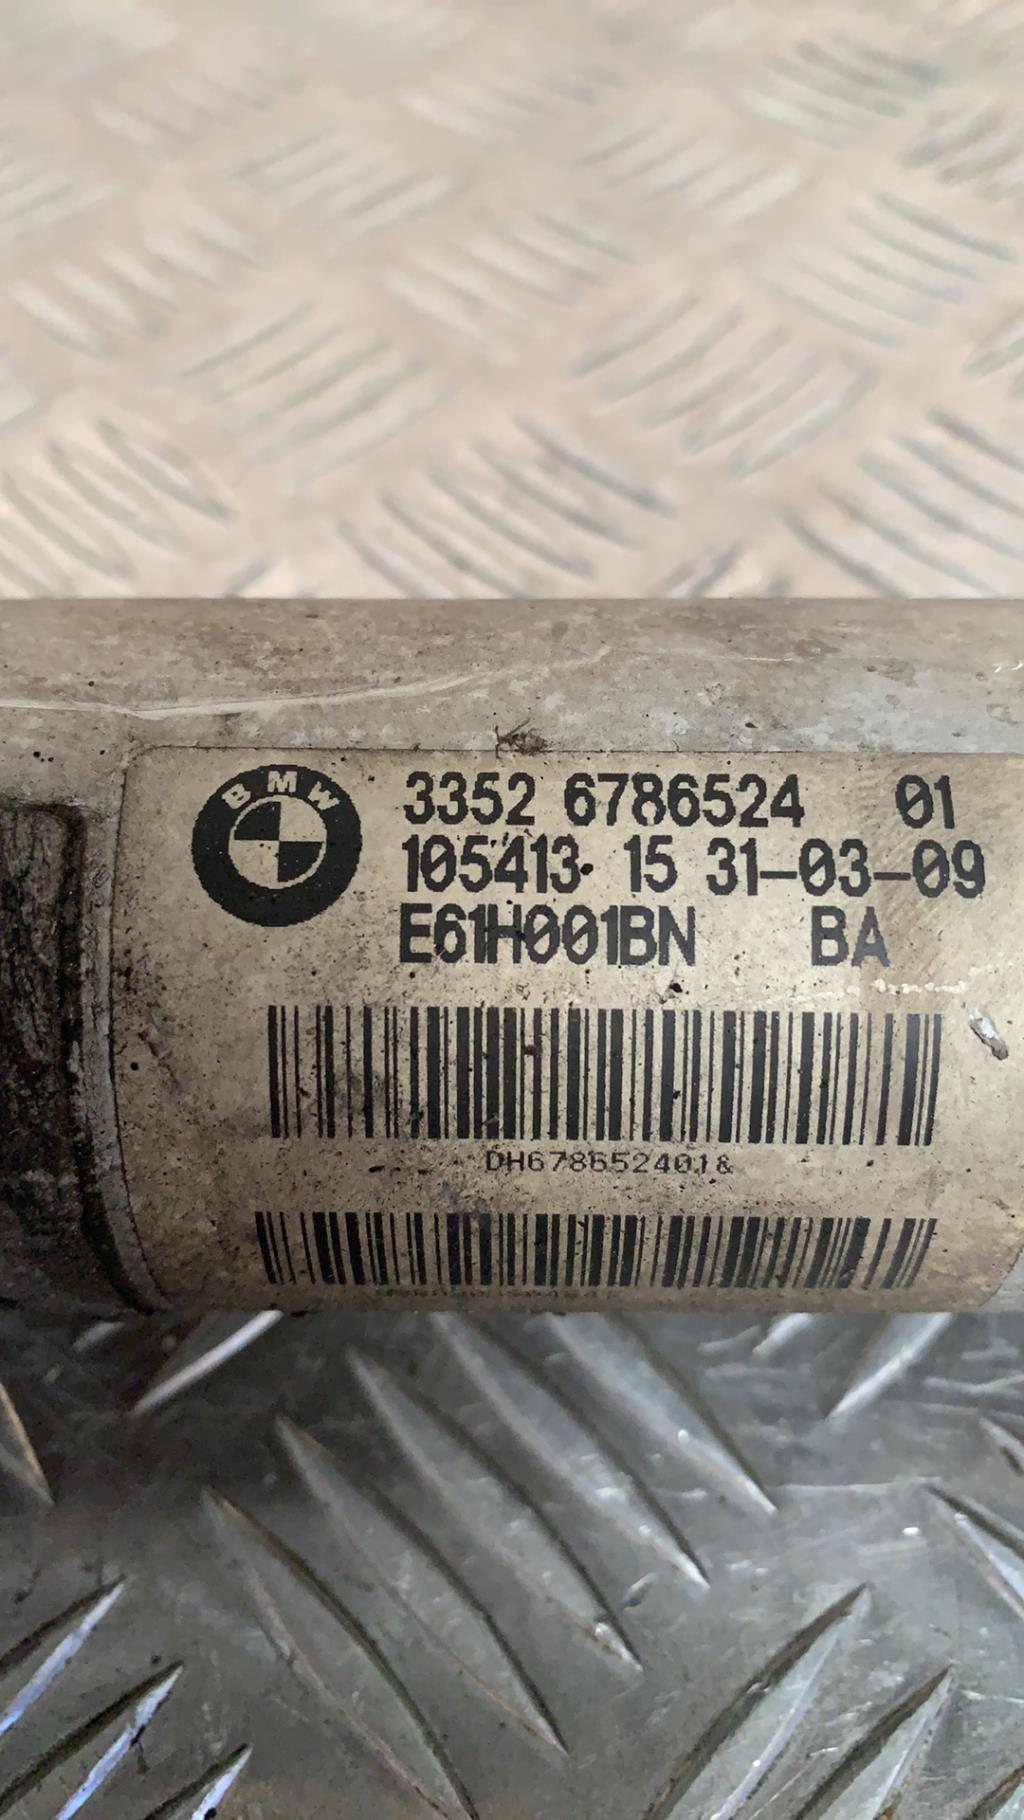 BMW
3352 6786524 01
105413 15 31-03-09
E61H001BN BA
DH678652401&